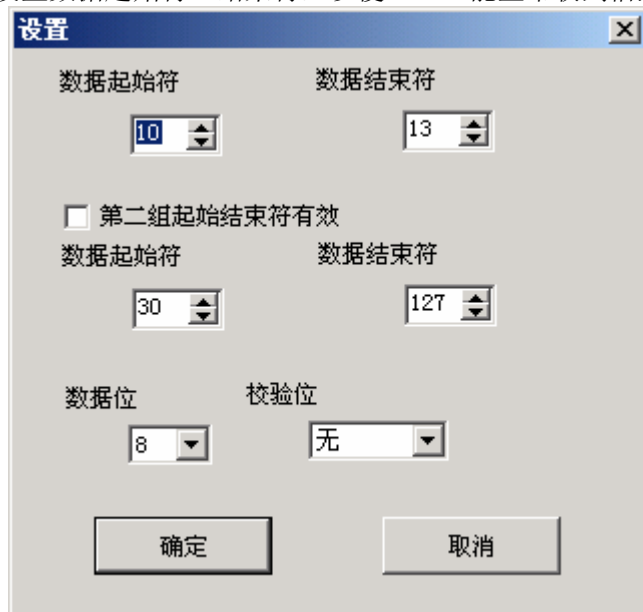 设置
数据起始符 数据结束符
10 13
第二组起始结束符有效
数据起始符 数据结束符
30 127
数据位 校验位
8 无
确定 取消